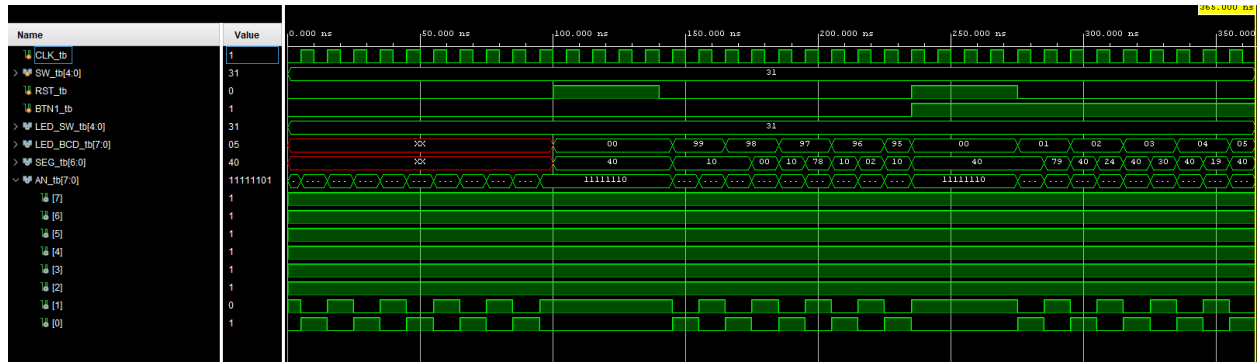 365.000 ns
Name Value 0.000 ns 50.000 ns 100.000 ns 150.000 ns 200.000 ns 250.000 ns 300.000 ns 350.000
CLK_tb 1
SW_tb[4:0] 31 31
RST_tb 0
BTN1_tb 1
LED_SW_tb[4:0] 31 31
LED_BCD_tb[7:0] 05 XX 00 99 98 97 96 95 00 01 02 03 04 05
SEG_tb[6:0] 40 XX 40 10 00 10 78 10 02 10 40 79 40 24 40 30 40 19 40
AN_tb[7:0] 11111101 ... ... ... ... ... ... ... ... 11111110 ... ... ... ... ... ... ... ... ... 11111110 ... ... ... ... ... ... ... ... ...
[7] 1
[6] 1
[5] 1
[4] 1
[3] 1
[2] 1
[1] 0
[0] 1